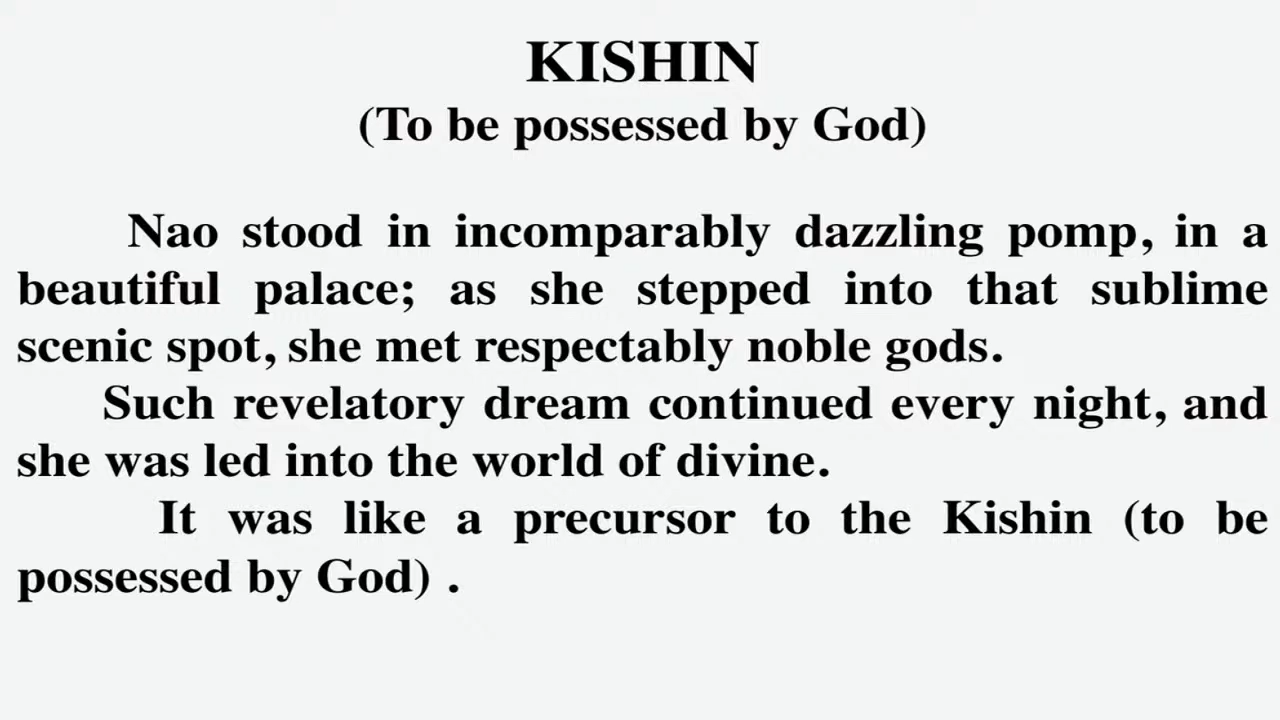 KISHIN
(To be possessed by God)
Nao stood in incomparably dazzling pomp, in a
beautiful palace; as she stepped into that sublime
scenic spot, she met respectably noble gods.
Such revelatory dream continued every night, and
she was led into the world of divine.
It was like a precursor to the Kishin (to be
possessed by God) .